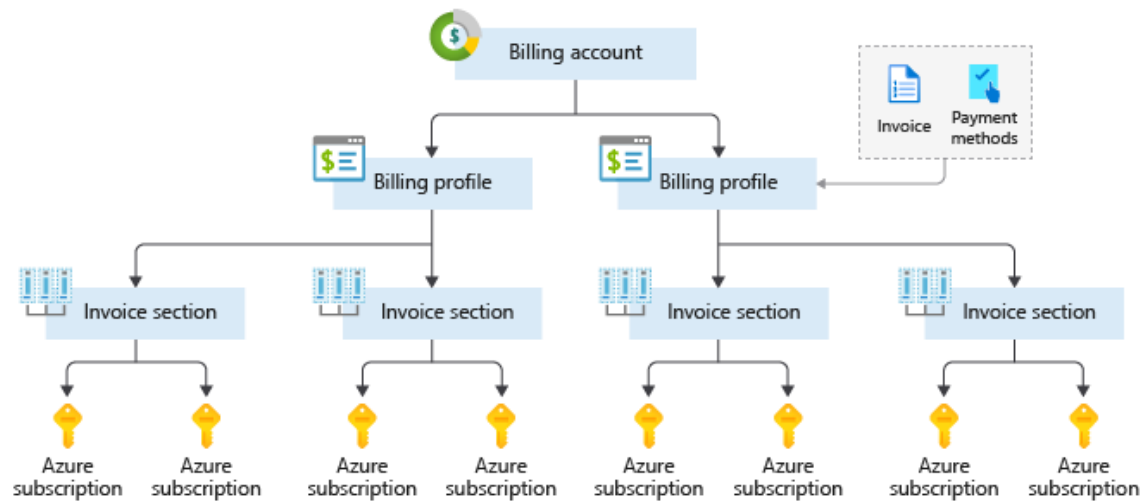 Billing account
Invoice
Payment
methods
Billing profile
Billing profile
Invoice section
Invoice section
Invoice section
Invoice section
Azure
subscription
Azure
subscription
Azure
subscription
Azure
subscription
Azure
subscription
Azure
subscription
Azure
subscription
Azure
subscription